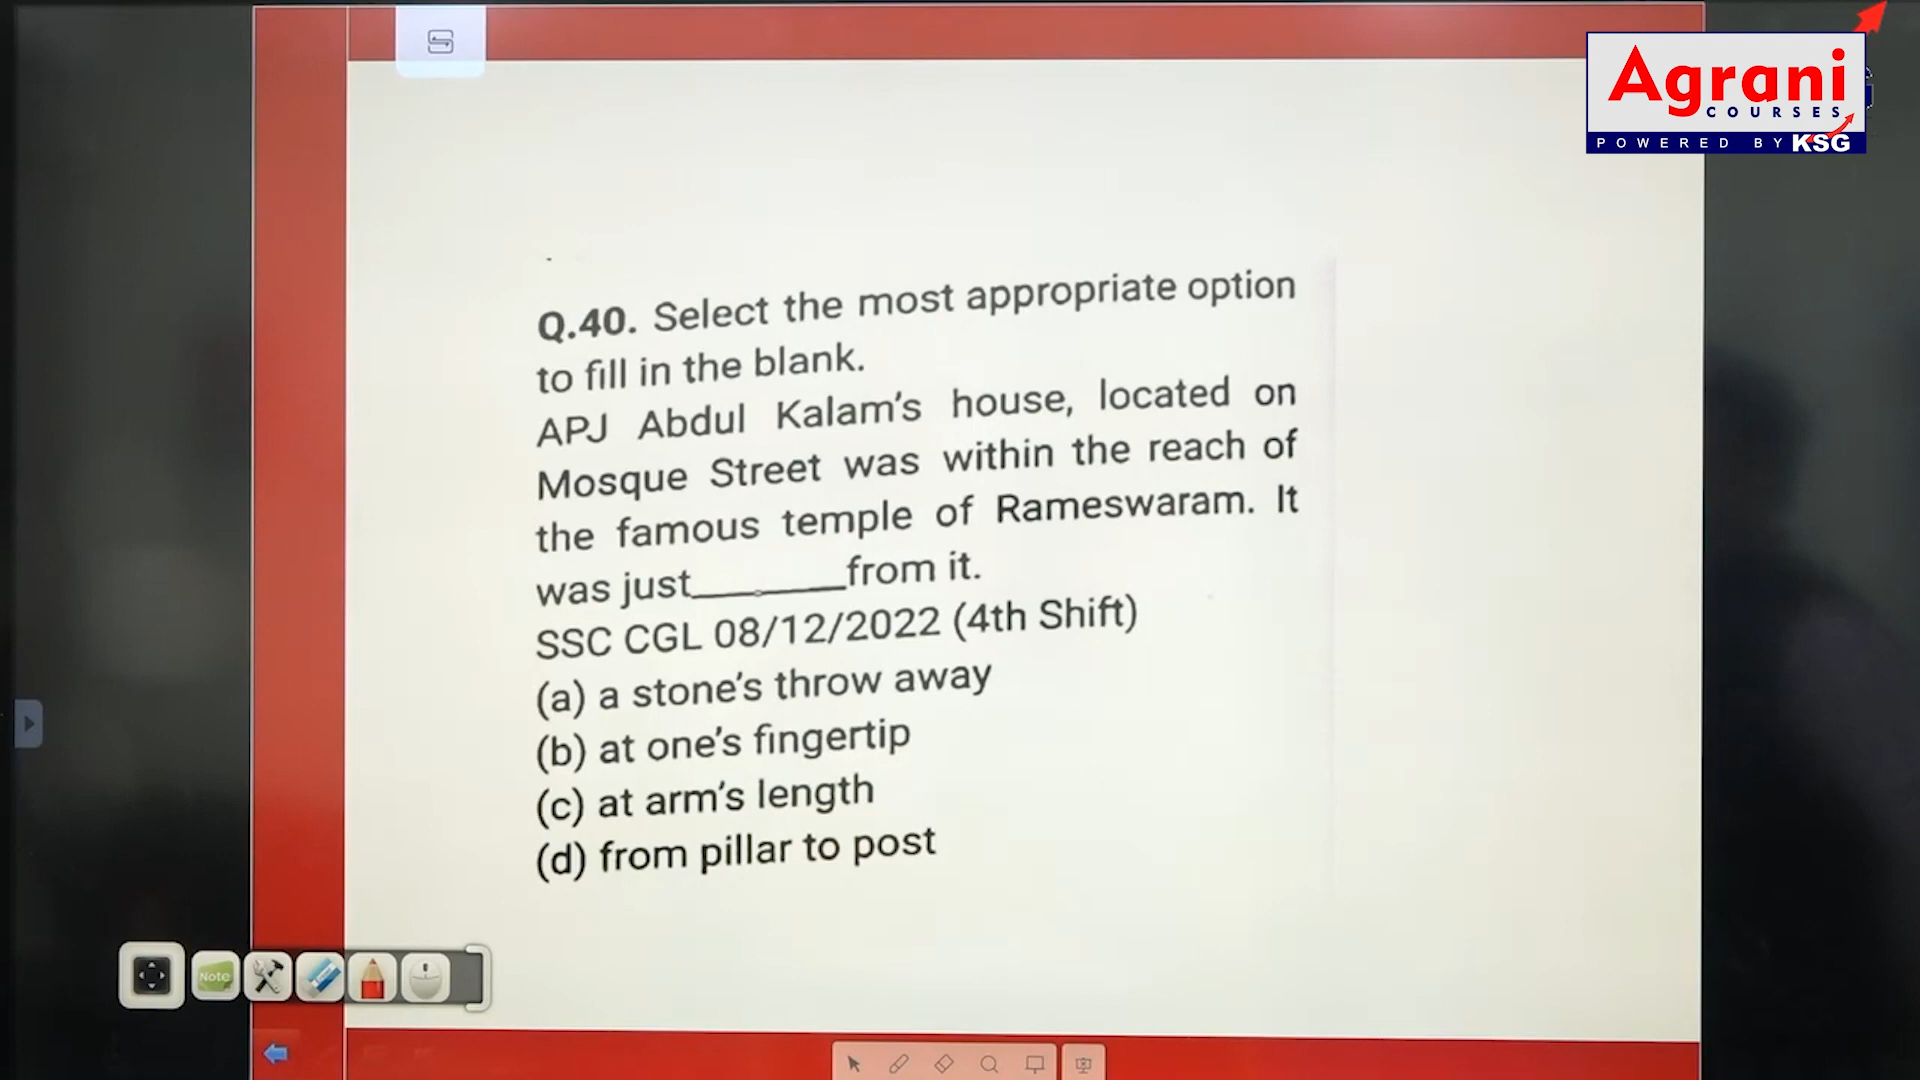 Agrani
COURSES
POWERED BY KSG
Q.40. Select the most appropriate option
to fill in the blank.
APJ Abdul Kalam's house, located on
Mosque Street was within the reach of
the famous temple of Rameswaram. It
was just_______from it.
SSC CGL 08/12/2022 (4th Shift)
(a) a stone's throw away
(b) at one's fingertip
(c) at arm's length
(d) from pillar to post
Note